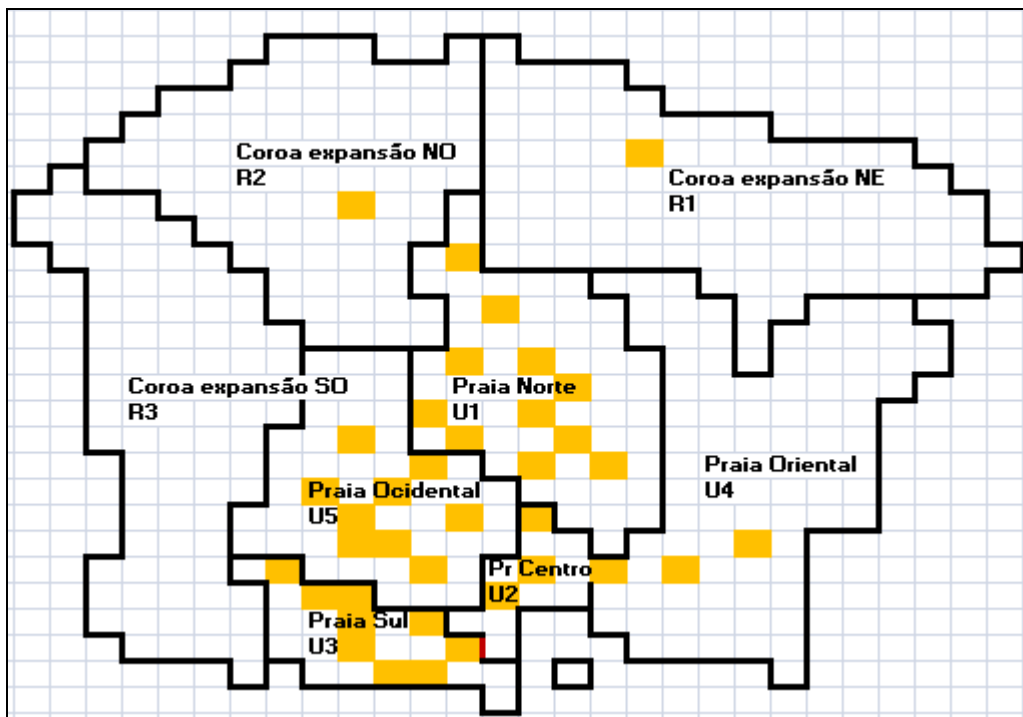 Coroa expansão NO
R2
Coroa expansão NE
R1
Coroa expansão SO
R3
Praia Norte
U1
Praia Oriental
U4
Praia Ocidental
U5
Pr Centro
U2
Praia Sul
U3